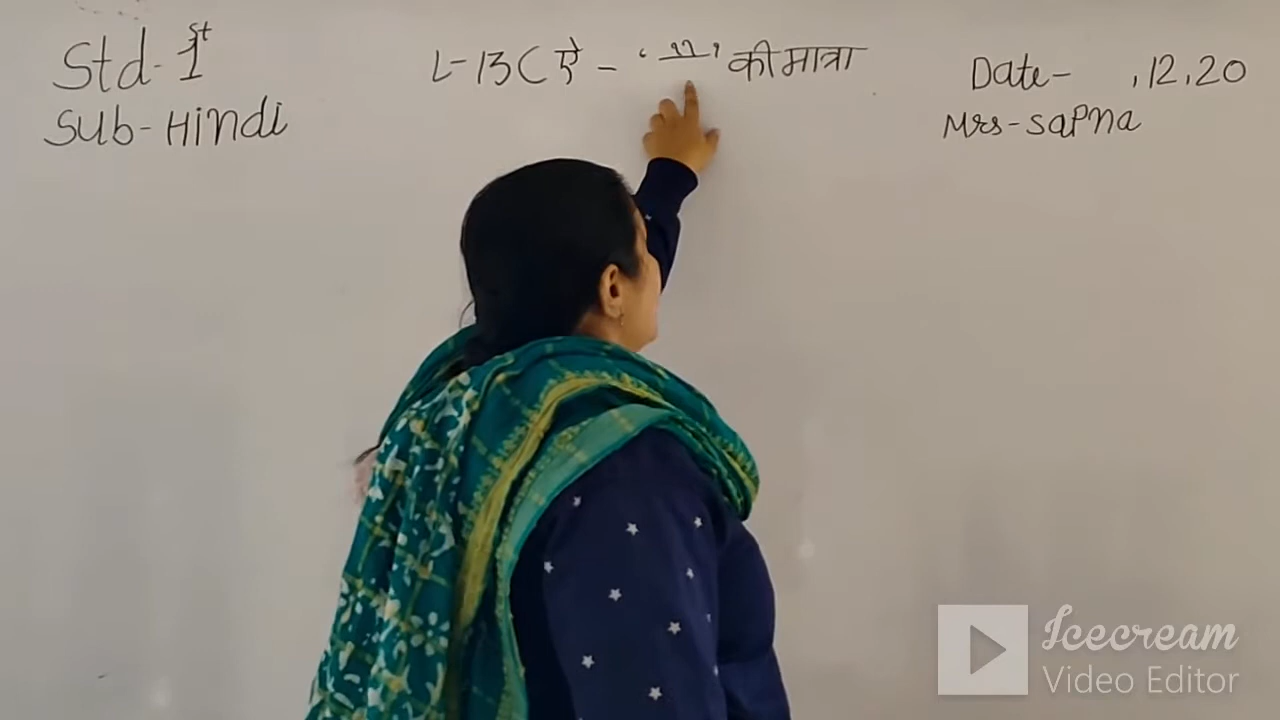 Std- 1st
Sub- Hindi
L-13 ( ऐ - ' ै ' की मात्रा
Date- .12.20
Mrs-Sapna
Icecream
Video Editor